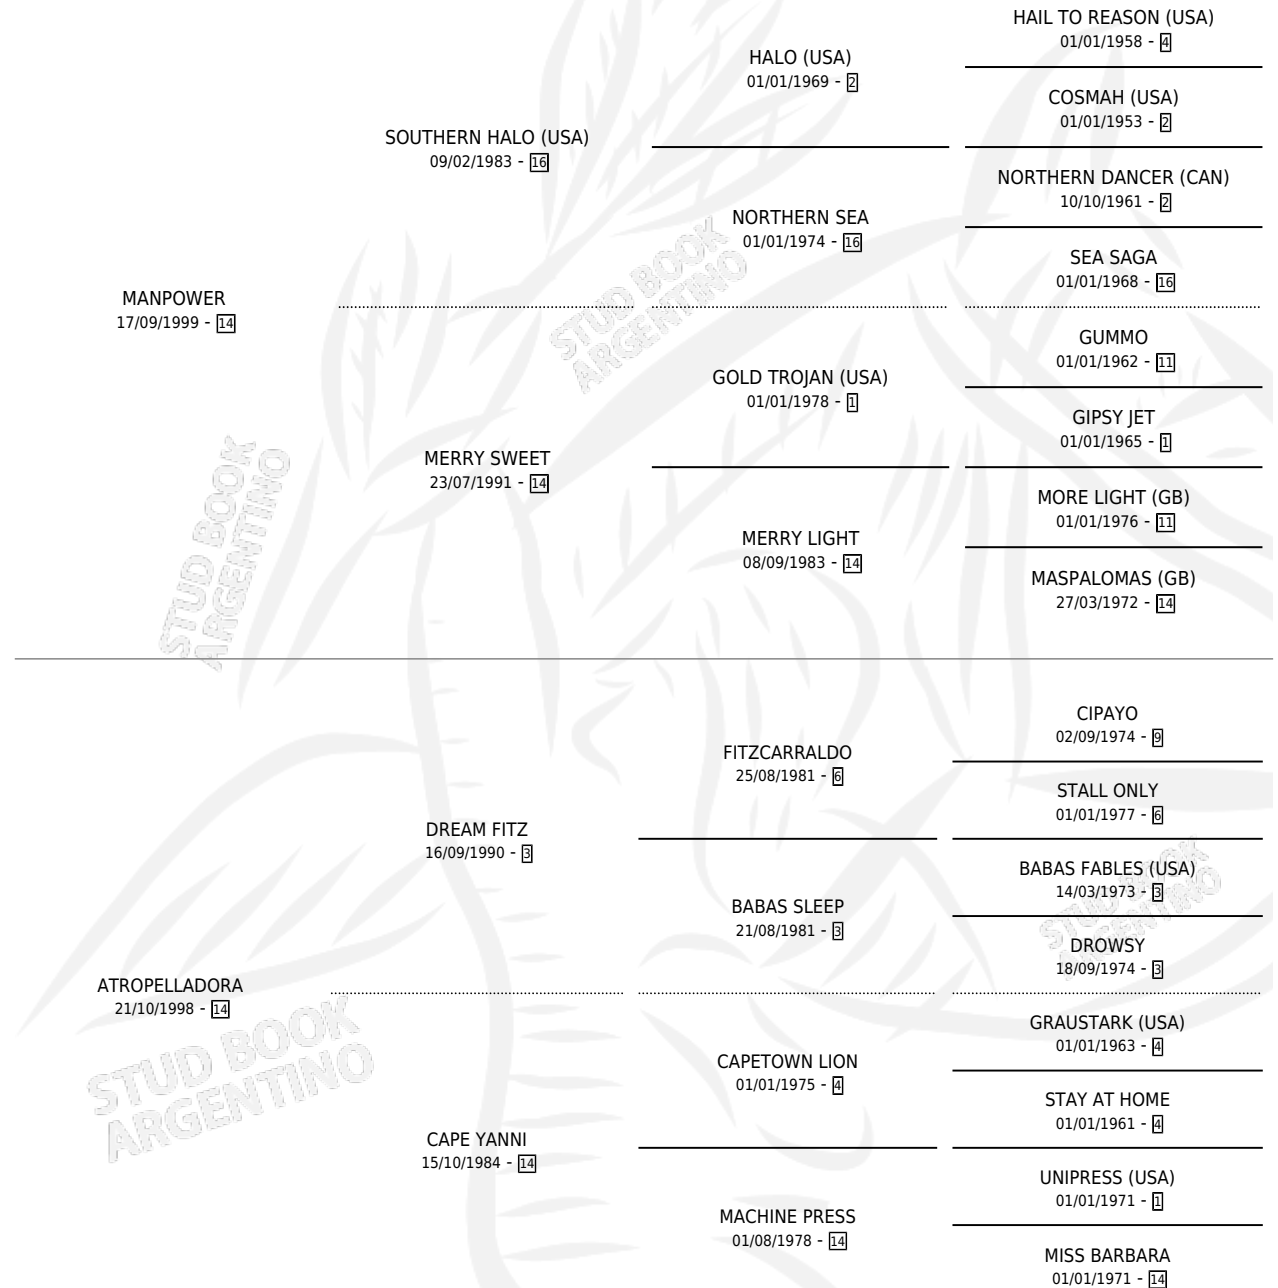 HAIL TO REASON (USA)
01/01/1958 - 4
HALO (USA)
01/01/1969 - 2
COSMAH (USA)
01/01/1953 - 2
SOUTHERN HALO (USA)
09/02/1983 - 16
NORTHERN DANCER (CAN)
10/10/1961 - 2
NORTHERN SEA
01/01/1974 - 16
SEA SAGA
01/01/1968 - 16
MANPOWER
17/09/1999 - 14
GUMMO
01/01/1962 - 11
GOLD TROJAN (USA)
01/01/1978 - 1
GIPSY JET
01/01/1965 - 1
MERRY SWEET
23/07/1991 - 14
MORE LIGHT (GB)
01/01/1976 - 11
MERRY LIGHT
08/09/1983 - 14
MASPALOMAS (GB)
27/03/1972 - 14
STUD BOOK
ARGENTINO
STUD BOOK
ARGENTINO
CIPAYO
02/09/1974 - 9
FITZCARRALDO
25/08/1981 - 6
STALL ONLY
01/01/1977 - 6
DREAM FITZ
16/09/1990 - 3
BABAS FABLES (USA)
14/03/1973 - 3
BABAS SLEEP
21/08/1981 - 3
DROWSY
18/09/1974 - 3
STUD BOOK
ARGENTINO
ATROPELLADORA
21/10/1998 - 14
GRAUSTARK (USA)
01/01/1963 - 4
CAPETOWN LION
01/01/1975 - 4
STAY AT HOME
01/01/1961 - 4
STUD BOOK
ARGENTINO
CAPE YANNI
15/10/1984 - 14
UNIPRESS (USA)
01/01/1971 - 1
MACHINE PRESS
01/08/1978 - 14
MISS BARBARA
01/01/1971 - 14